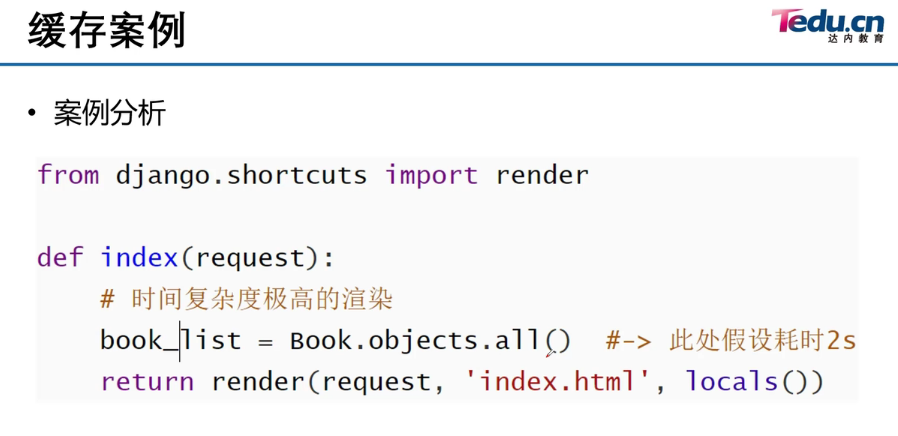 缓存案例
Tedu.cn
达内教育
• 案例分析
from django.shortcuts import render
def index(request):
# 时间复杂度极高的渲染
book_list = Book.objects.all() #-> 此处假设耗时2s
return render(request, 'index.html', locals())